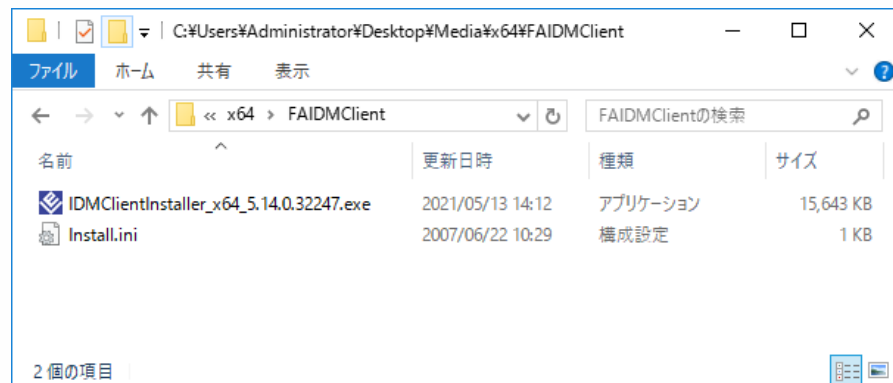 C:¥Users¥Administrator¥Desktop¥Media¥x64¥FAIDMClient
ファイル ホーム 共有 表示
« x64 › FAIDMClient FAIDMClientの検索
名前 更新日時 種類 サイズ
IDMClientInstaller_x64_5.14.0.32247.exe 2021/05/13 14:12 アプリケーション 15,643 KB
Install.ini 2007/06/22 10:29 構成設定 1 KB
2 個の項目